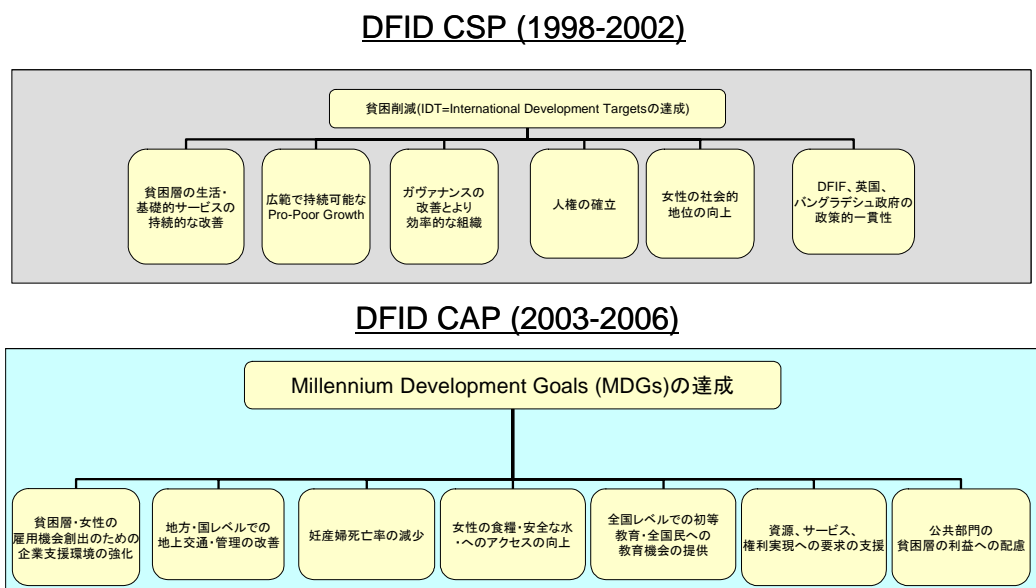 DFID CSP (1998-2002)
貧困削減(IDT=International Development Targetsの達成)
貧困層の生活・
基礎的サービスの
持続的な改善
広範で持続可能な
Pro-Poor Growth
ガヴァナンスの
改善とより
効率的な組織
人権の確立
女性の社会的
地位の向上
DFIF、英国、
バングラデシュ政府の
政策的一貫性
DFID CAP (2003-2006)
Millennium Development Goals (MDGs)の達成
貧困層・女性の
雇用機会創出のための
企業支援環境の強化
地方・国レベルでの
地上交通・管理の改善
妊産婦死亡率の減少
女性の食糧・安全な水
・へのアクセスの向上
全国レベルでの初等
教育・全国民への
教育機会の提供
資源、サービス、
権利実現への要求の支援
公共部門の
貧困層の利益への配慮